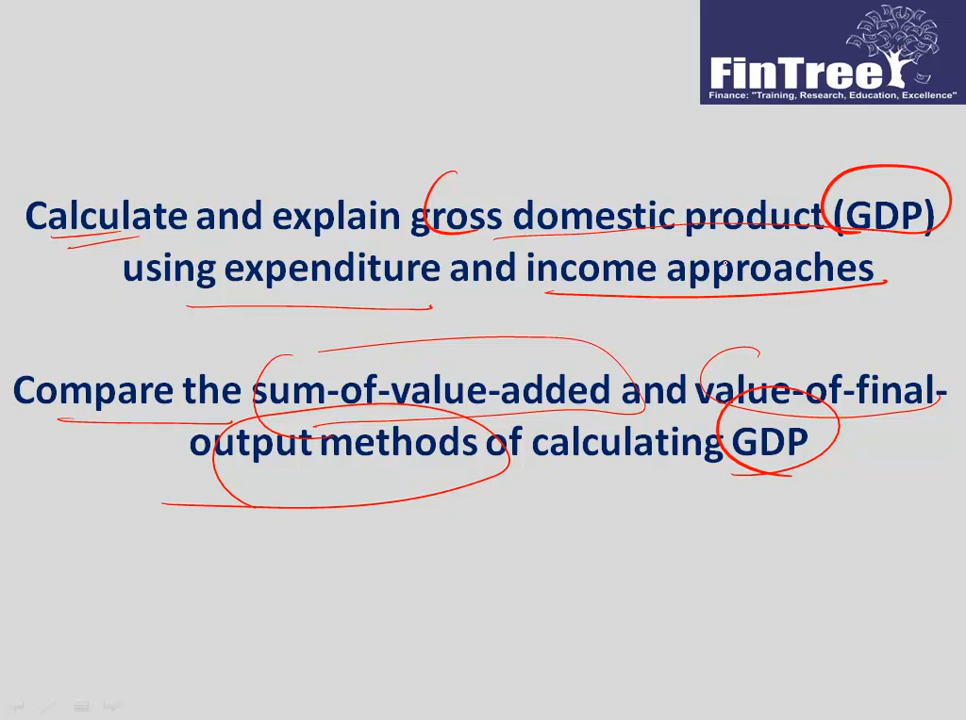 FinTree
Finance: "Training, Research, Education, Excellence"
Calculate and explain gross domestic product (GDP)
using expenditure and income approaches
Compare the sum-of-value-added and value-of-final-
output methods of calculating GDP